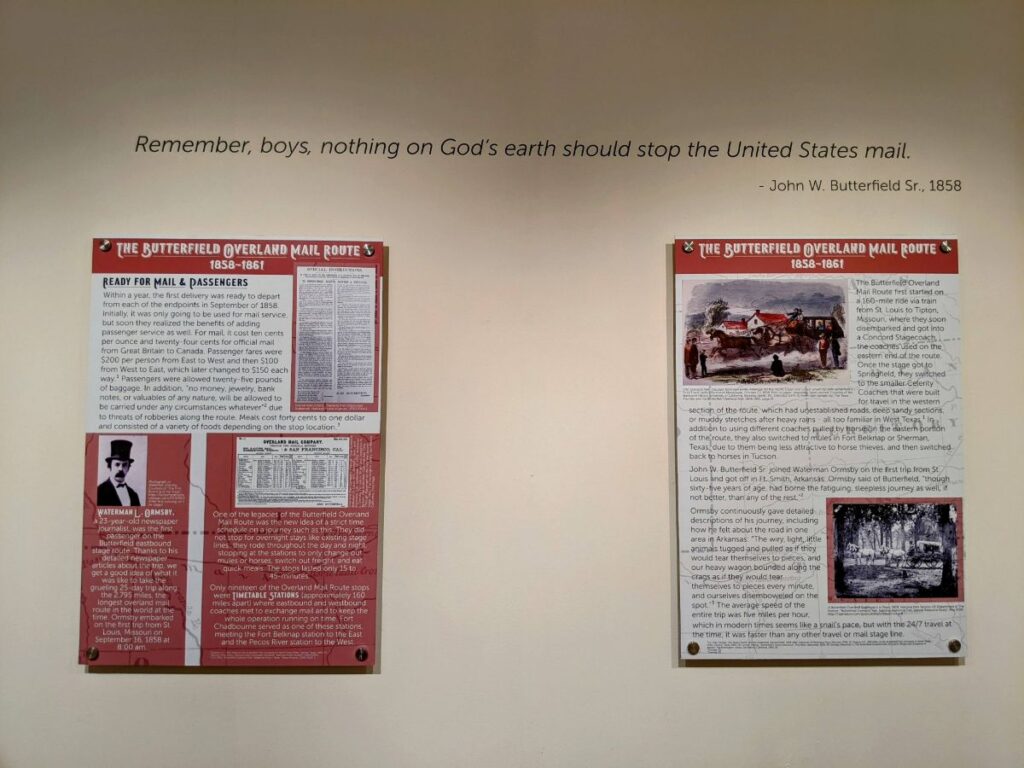 Remember, boys, nothing on God's earth should stop the United States mail.
- John W. Butterfield Sr., 1858
THE BUTTERFIELD OVERLAND MAIL ROUTE
1858-1861
READY FOR MAIL & PASSENGERS
Within a year, the first delivery was ready to depart
from each of the endpoints in September of 1858.
Initially, it was only going to be used for mail service,
but soon they realized the benefits of adding
passenger service as well. For mail, it cost ten cents
per ounce and twenty-four cents for official mail
from Great Britain to Canada. Passenger fares were
$200 per person from East to West and then $100
from West to East, which later changed to $150 each
way.¹ Passengers were allowed twenty-five pounds
of baggage. In addition, "no money, jewelry, bank
notes, or valuables of any nature, will be allowed to
be carried under any circumstances whatever"² due
to threats of robberies along the route. Meals cost forty cents to one dollar
and consisted of a variety of foods depending on the stop location.³
SPECIAL INSTRUCTIONS
OVERLAND MAIL COMPANY.
& SAN FRANCISCO, CAL.
WATERMAN L. ORMSBY,
a 23-year-old newspaper
journalist, was the first
passenger on the
Butterfield eastbound
stage route. Thanks to his
detailed newspaper
articles about the trip, we
get a good idea of what it
was like to take the
grueling 25-day trip along
the 2,795 miles, the
longest overland mail
route in the world at the
time. Ormsby embarked
on the first trip from St.
Louis, Missouri on
September 16, 1858 at
8:00 am.
One of the legacies of the Butterfield Overland
Mail Route was the new idea of a strict time
schedule on a journey such as this. They did
not stop for overnight stays like existing stage
lines, they rode throughout the day and night,
stopping at the stations to only change out
mules or horses, switch out freight, and eat
quick meals. The stops lasted only 15 to
45-minutes.
Only nineteen of the Overland Mail Route stops
were TIMETABLE STATIONS (approximately 160
miles apart) where eastbound and westbound
coaches met to exchange mail and to keep the
whole operation running on time. Fort
Chadbourne served as one of these stations,
meeting the Fort Belknap station to the East
and the Pecos River station to the West.
THE BUTTERFIELD OVERLAND MAIL ROUTE
1858-1861
The Butterfield Overland
Mail Route first started on
a 160-mile ride via train
from St. Louis to Tipton,
Missouri, where they soon
disembarked and got into
a Concord Stagecoach,
the coaches used on the
eastern end of the route.
Once the stage got to
Springfield, they switched
to the smaller Celerity
Coaches that were built
for travel in the western
section of the route, which had unestablished roads, deep sandy sections,
or muddy stretches after heavy rains - all too familiar in West Texas.¹ In
addition to using different coaches pulled by horses in the eastern portion
of the route, they also switched to mules in Fort Belknap or Sherman,
Texas, due to them being less attractive to horse thieves, and then switched
back to horses in Tucson.
John W. Butterfield Sr. joined Waterman Ormsby on the first trip from St.
Louis and got off in Ft. Smith, Arkansas. Ormsby said of Butterfield, "though
sixty-five years of age, had borne the fatiguing, sleepless journey as well, if
not better, than any of the rest."²
Ormsby continuously gave detailed
descriptions of his journey, including
how he felt about the road in one
area in Arkansas: "The wiry, light, little
animals tugged and pulled as if they
would tear themselves to pieces, and
our heavy wagon bounded along the
crags as if they would tear
themselves to pieces every minute,
and ourselves disemboweled on the
spot."³ The average speed of the
entire trip was five miles per hour,
which in modern times seems like a snail's pace, but with the 24/7 travel at
the time, it was faster than any other travel or mail stage line.